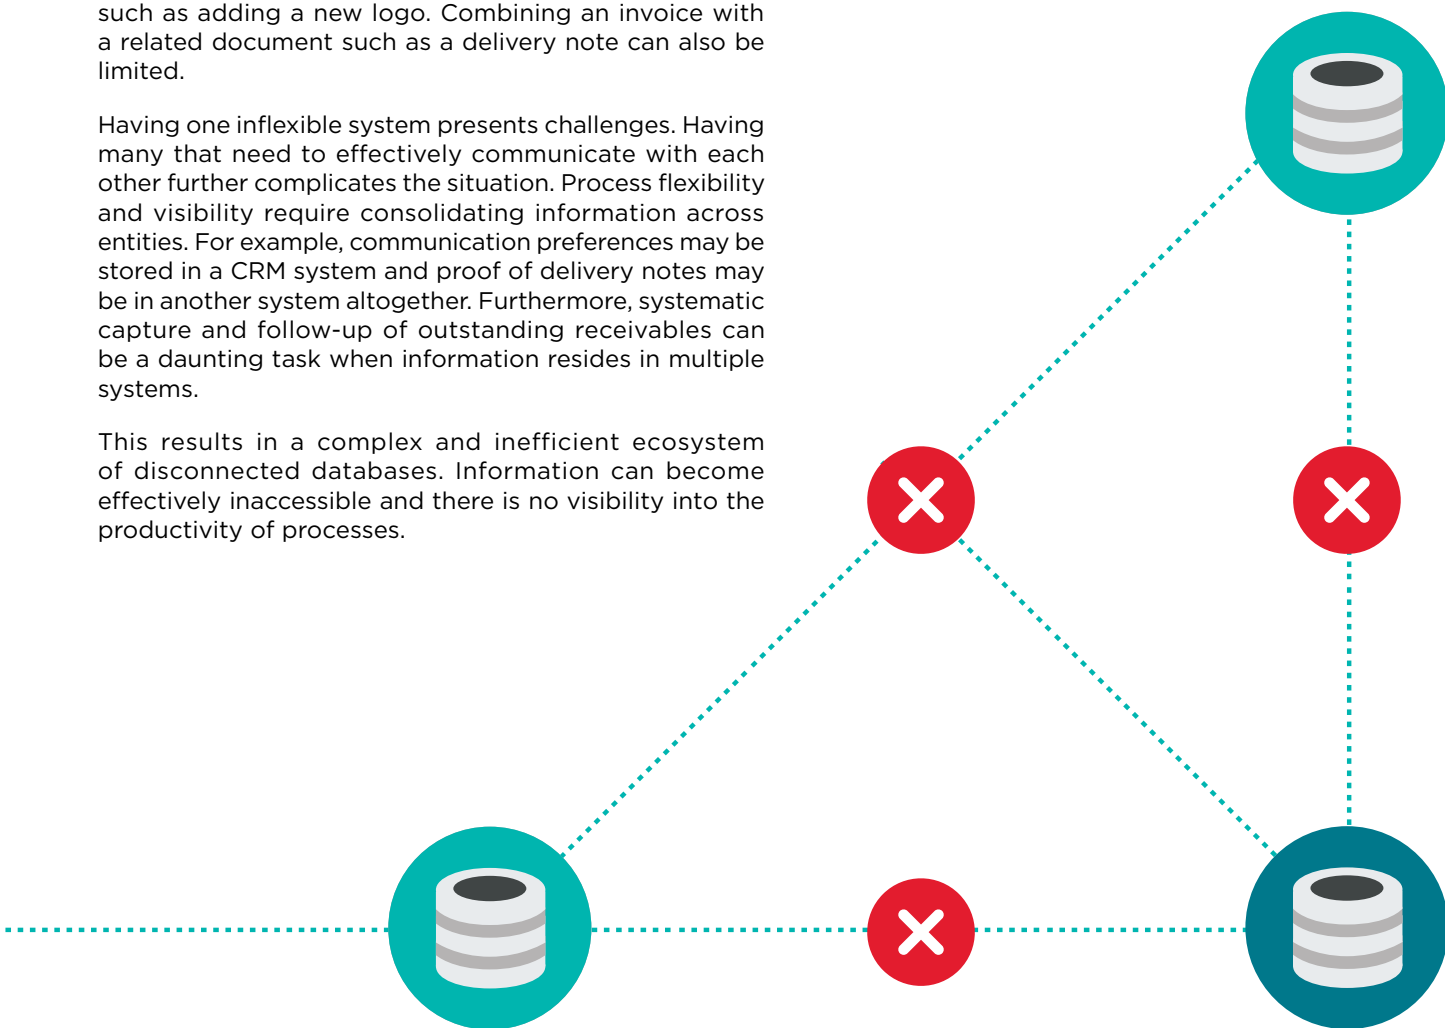 such as adding a new logo. Combining an invoice with
a related document such as a delivery note can also be
limited.
Having one inflexible system presents challenges. Having
many that need to effectively communicate with each
other further complicates the situation. Process flexibility
and visibility require consolidating information across
entities. For example, communication preferences may be
stored in a CRM system and proof of delivery notes may
be in another system altogether. Furthermore, systematic
capture and follow-up of outstanding receivables can
be a daunting task when information resides in multiple
systems.
This results in a complex and inefficient ecosystem
of disconnected databases. Information can become
effectively inaccessible and there is no visibility into the
productivity of processes.